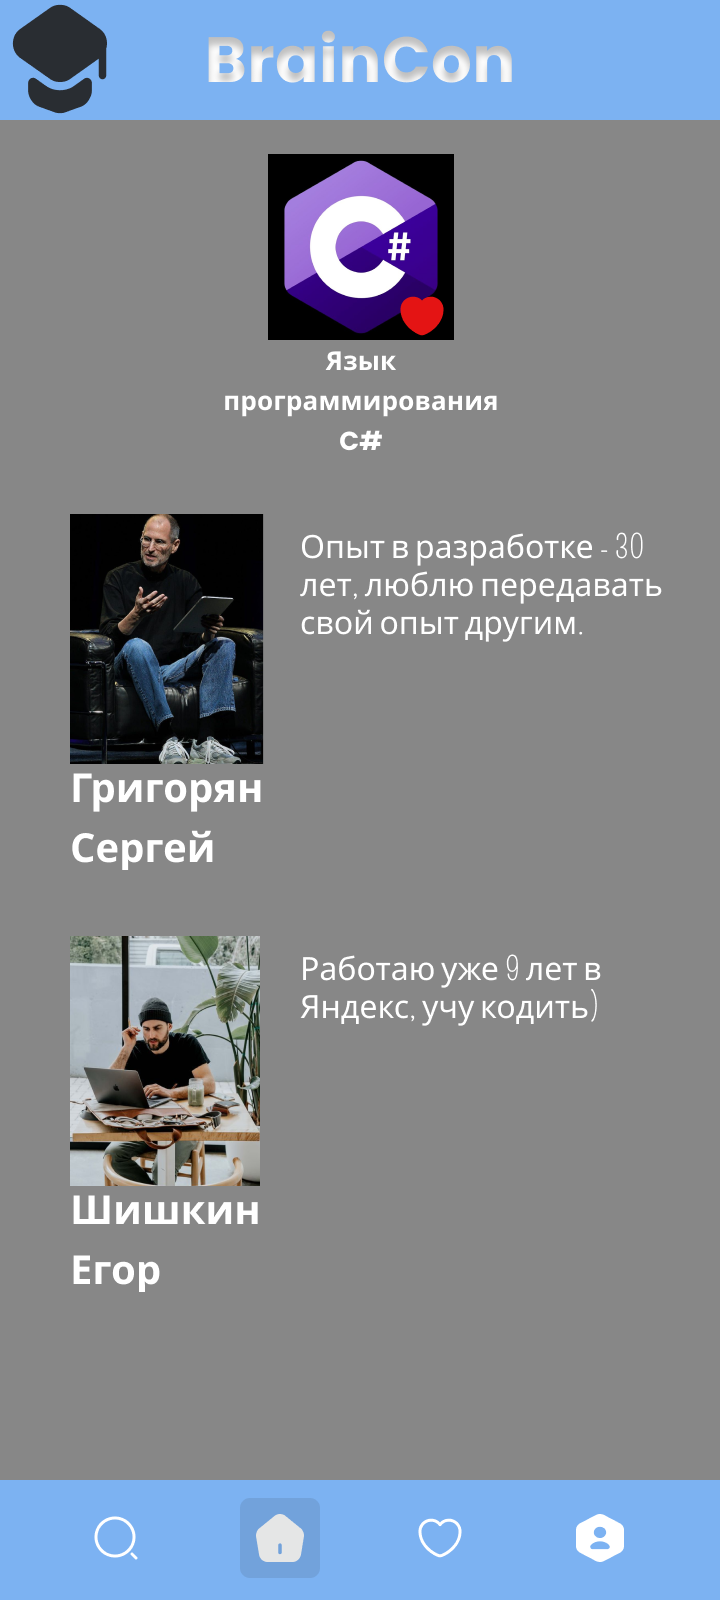 BrainCon
C#
Язык
программирования
C#
Опыт в разработке - 30
лет, люблю передавать
свой опыт другим.
Григорян
Сергей
Работаю уже 9 лет в
Яндекс, учу кодить)
Шишкин
Егор